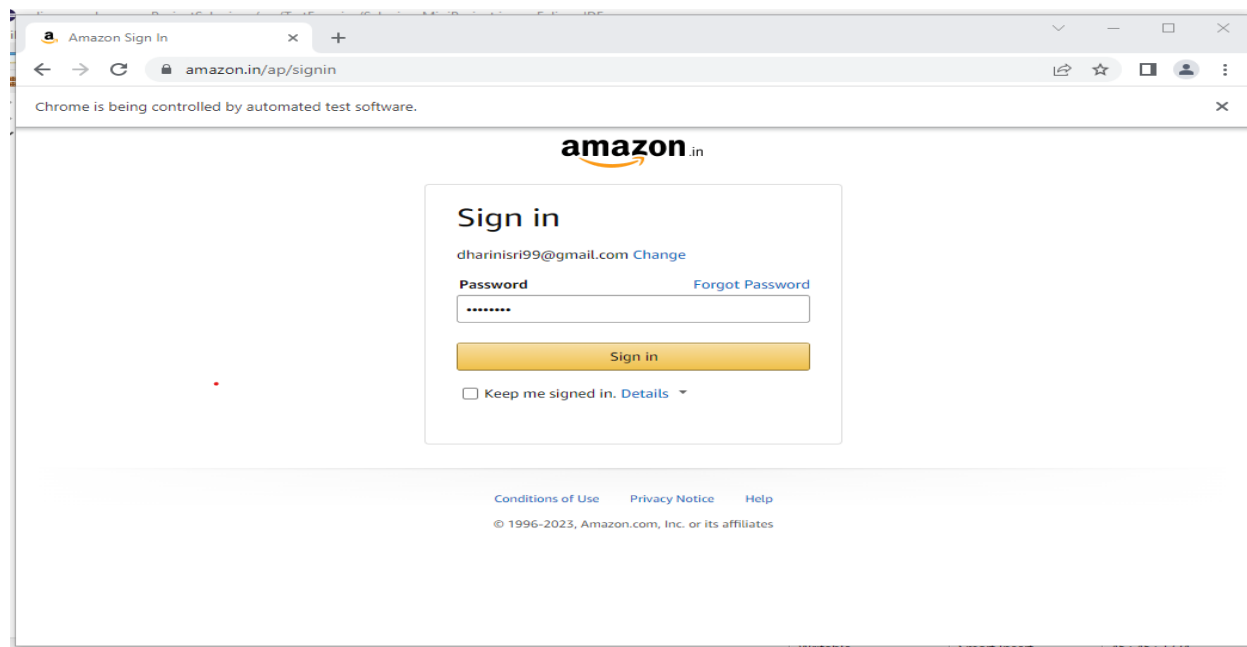 Amazon Sign In
amazon.in/ap/signin
Chrome is being controlled by automated test software.
amazon.in
Sign in
dharinisri99@gmail.com Change
Password Forgot Password
••••••••
Sign in
Keep me signed in. Details
Conditions of Use Privacy Notice Help
© 1996-2023, Amazon.com, Inc. or its affiliates